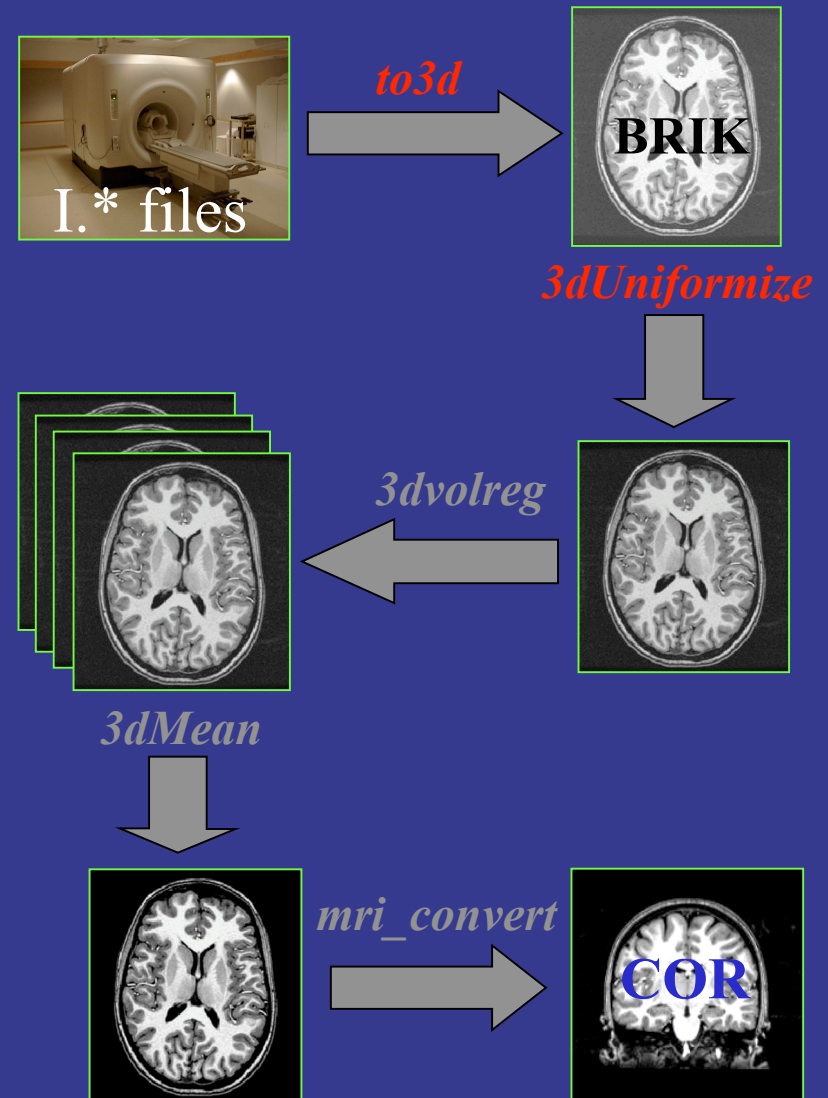 to3d
I.* files
BRIK
3dUniformize
3dvolreg
3dMean
mri_convert
COR